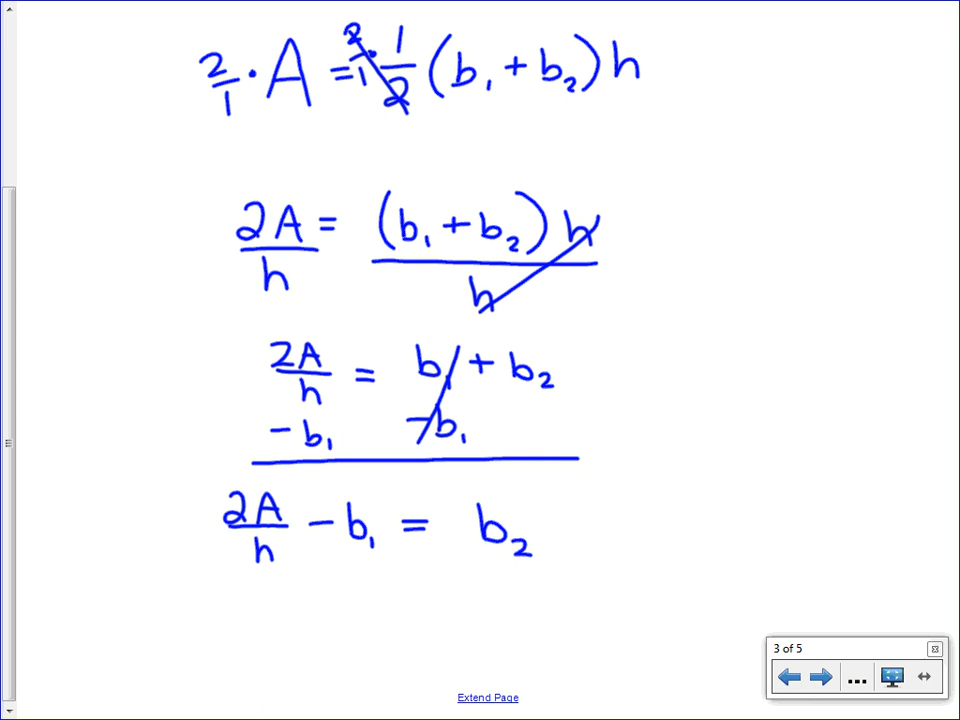 2/1 · A = 2/1 · 1/2 (b₁ + b₂) h
2A/h = (b₁ + b₂) h/h
2A/h = b₁ + b₂
- b₁ - b₁
2A/h - b₁ = b₂
3 of 5
...
Extend Page